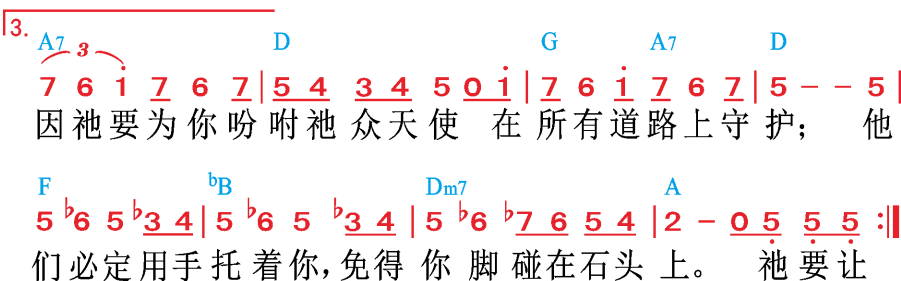 3.
A7 3 D G A7 D
7 6 i 7 6 7 | 5 4 3 4 5 0 i | 7 6 i 7 6 7 | 5 - - 5 |
因祂要为你吩咐祂众天使 在所有道路上守护； 他
F ♭B Dm7 A
5 ♭6 5 ♭3 4 | 5 ♭6 5 ♭3 4 | 5 ♭6 ♭7 6 5 4 | 2 - 0 5 5 5 :‖
们必定用手托着你，免得你脚碰在石头上。 祂要让